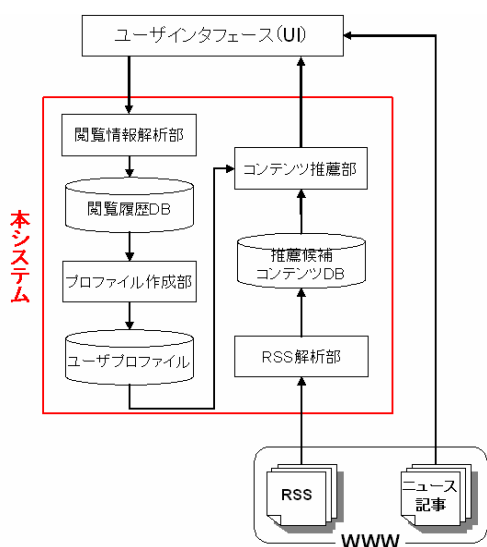 ユーザインタフェース(UI)
閲覧情報解析部
閲覧履歴DB
プロファイル作成部
ユーザプロファイル
コンテンツ推薦部
推薦候補
コンテンツDB
RSS解析部
本システム
RSS
ニュース
記事
WWW